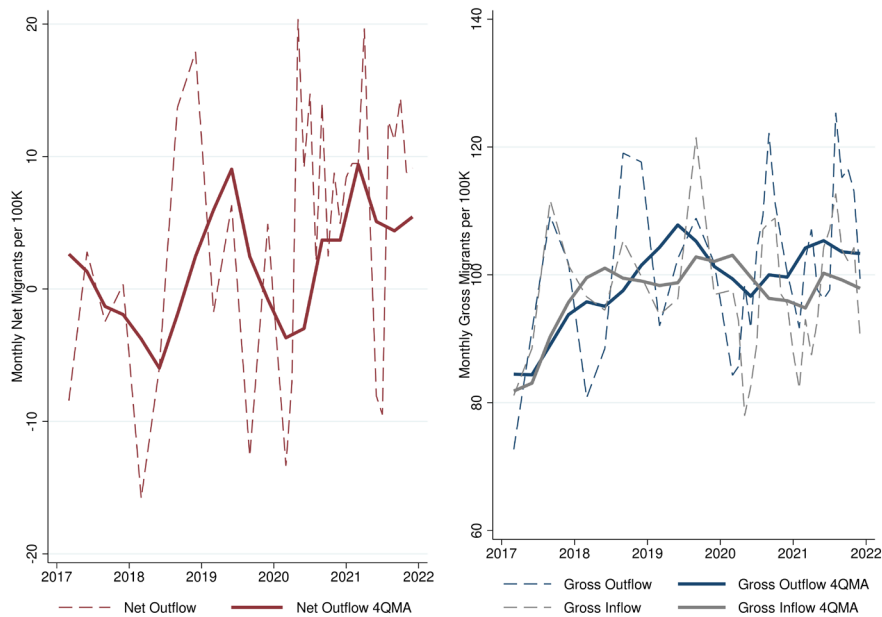 Monthly Net Migrants per 100K
20
10
0
-10
-20
2017 2018 2019 2020 2021 2022
Net Outflow Net Outflow 4QMA
Monthly Gross Migrants per 100K
140
120
100
80
60
2017 2018 2019 2020 2021 2022
Gross Outflow Gross Outflow 4QMA
Gross Inflow Gross Inflow 4QMA